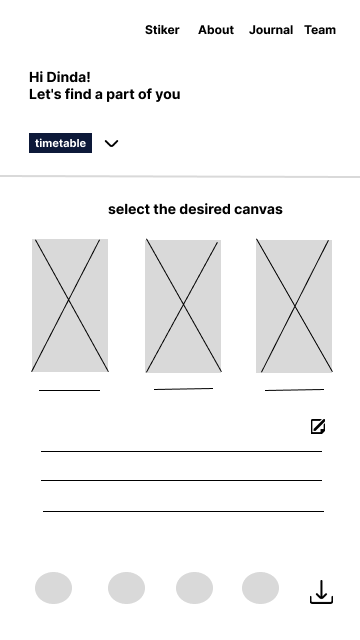 Stiker About Journal Team
Hi Dinda!
Let's find a part of you
timetable
select the desired canvas